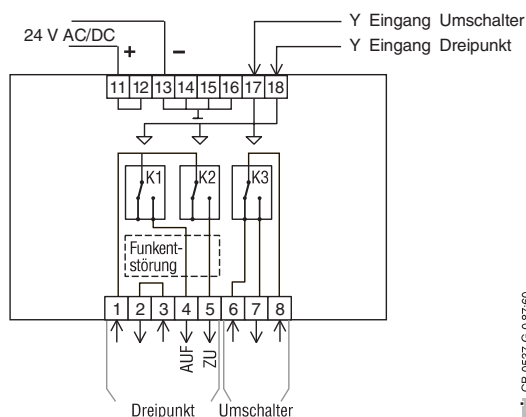 Y Eingang Umschalter
24 V AC/DC
Y Eingang Dreipunkt
+ –
11 12 13 14 15 16 17 18
K1 K2 K3
Funkent-
störung
1 2 3 4 5 6 7 8
AUF
ZU
Dreipunkt Umschalter